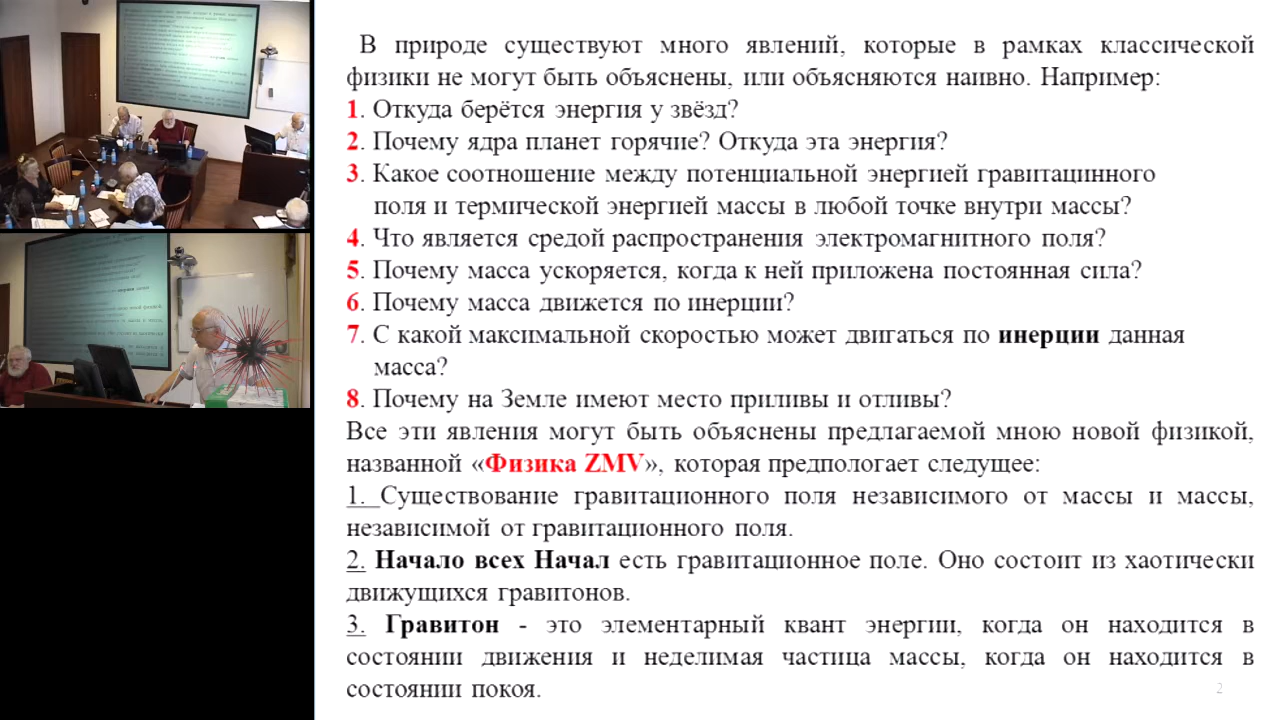 В природе существуют много явлений, которые в рамках классической
физики не могут быть объяснены, или объясняются наивно. Например:
1. Откуда берётся энергия у звёзд?
2. Почему ядра планет горячие? Откуда эта энергия?
3. Какое соотношение между потенциальной энергией гравитацинного
поля и термической энергией массы в любой точке внутри массы?
4. Что является средой распространения электромагнитного поля?
5. Почему масса ускоряется, когда к ней приложена постоянная сила?
6. Почему масса движется по инерции?
7. С какой максимальной скоростью может двигаться по инерции данная
масса?
8. Почему на Земле имеют место приливы и отливы?
Все эти явления могут быть объяснены предлагаемой мною новой физикой,
названной «Физика ZMV», которая предпологает следущее:
1. Существование гравитационного поля независимого от массы и массы,
независимой от гравитационного поля.
2. Начало всех Начал есть гравитационное поле. Оно состоит из хаотически
движущихся гравитонов.
3. Гравитон - это элементарный квант энергии, когда он находится в
состоянии движения и неделимая частица массы, когда он находится в
состоянии покоя.
2